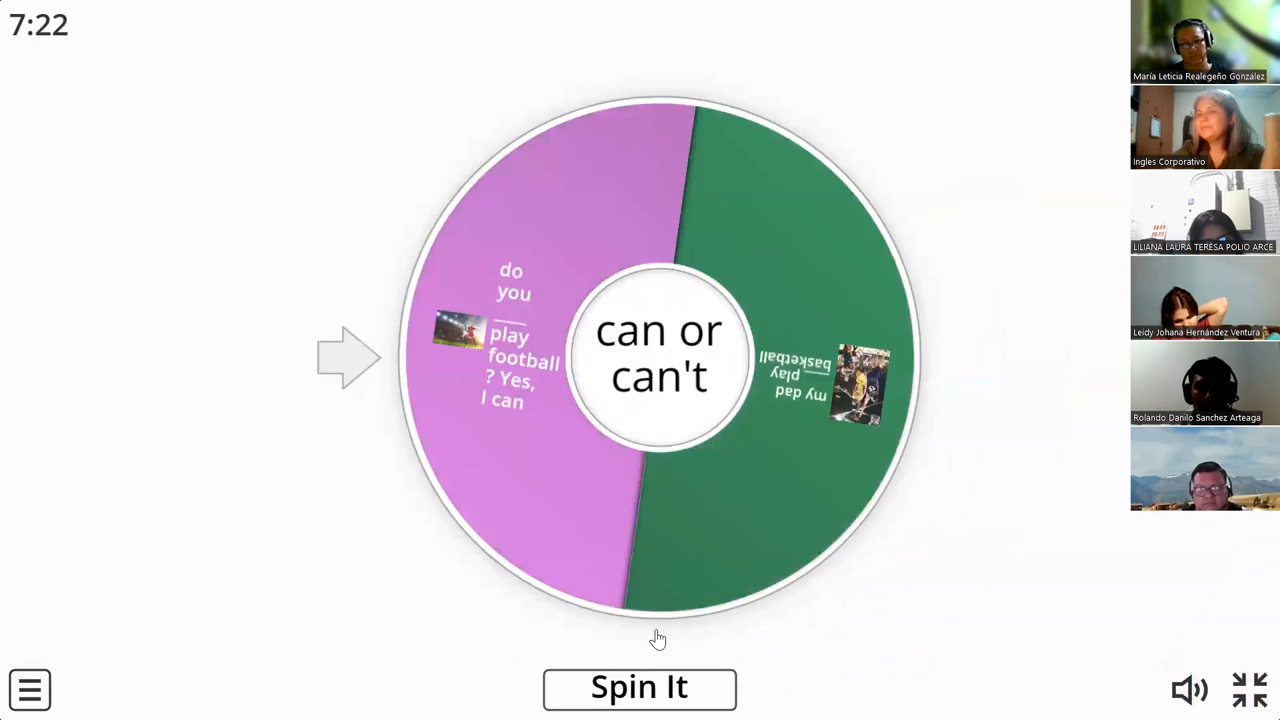 7:22
do
you
___
play
football
? Yes,
I can
can or
can't
my dad
___ play
basketball
Spin It
María Leticia Realegeño González
Ingles Corporativo
LILIANA LAURA TERESA POLIO ARCE
Leidy Johana Hernández Ventura
Rolando Danilo Sanchez Arteaga